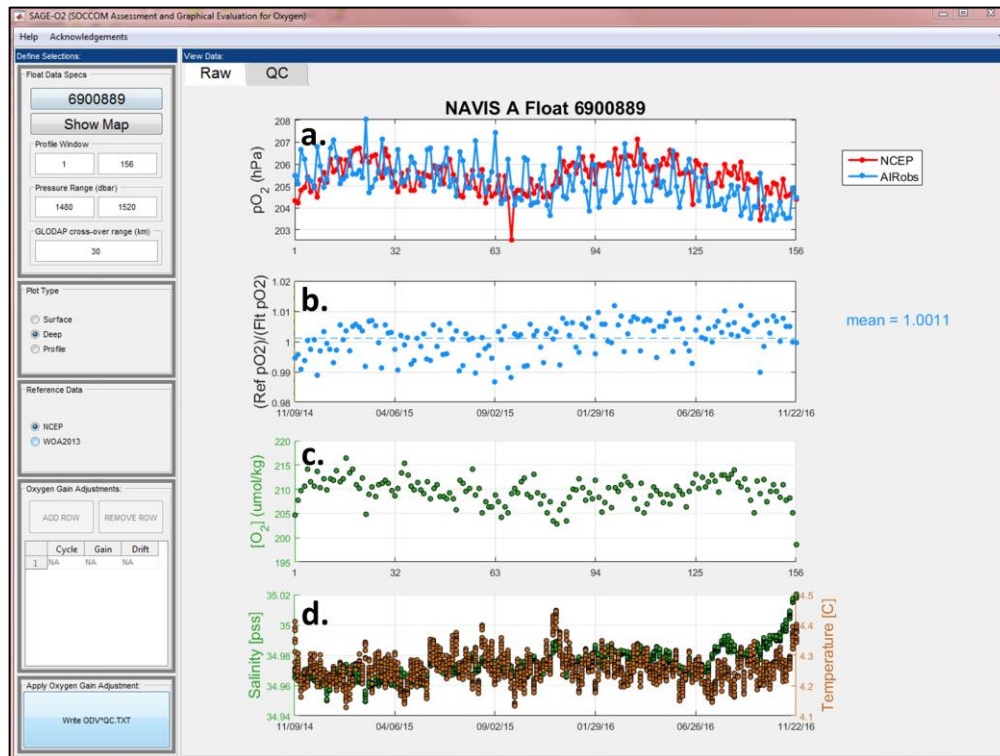 SAGE-O2 (SOCCOM Assessment and Graphical Evaluation for Oxygen)
Help Acknowledgements
Define Selections:
Float Data Specs
6900889
Show Map
Profile Window
1 156
Pressure Range (dbar)
1480 1520
GLODAP cross-over range (km)
30
Plot Type
Surface
Deep
Profile
Reference Data
NCEP
WOA2013
Oxygen Gain Adjustments:
ADD ROW REMOVE ROW
Cycle Gain Drift
1 NA NA NA
Apply Oxygen Gain Adjustment:
Write ODV*QC.TXT
View Data:
Raw QC
NAVIS A Float 6900889
a.
pO2 (hPa)
208
207
206
205
204
203
202
1 32 63 94 125 156
NCEP
AIRobs
b.
(Ref pO2)/(Flt pO2)
1.02
1.01
1
0.99
0.98
11/09/14 04/06/15 09/02/15 01/29/16 06/26/16 11/22/16
mean = 1.0011
c.
[O2] (umol/kg)
220
215
210
205
200
195
1 32 63 94 125 156
d.
Salinity [pss]
35.02
35
34.98
34.96
34.94
Temperature [C]
4.5
4.4
4.3
4.2
4.1
11/09/14 04/06/15 09/02/15 01/29/16 06/26/16 11/22/16